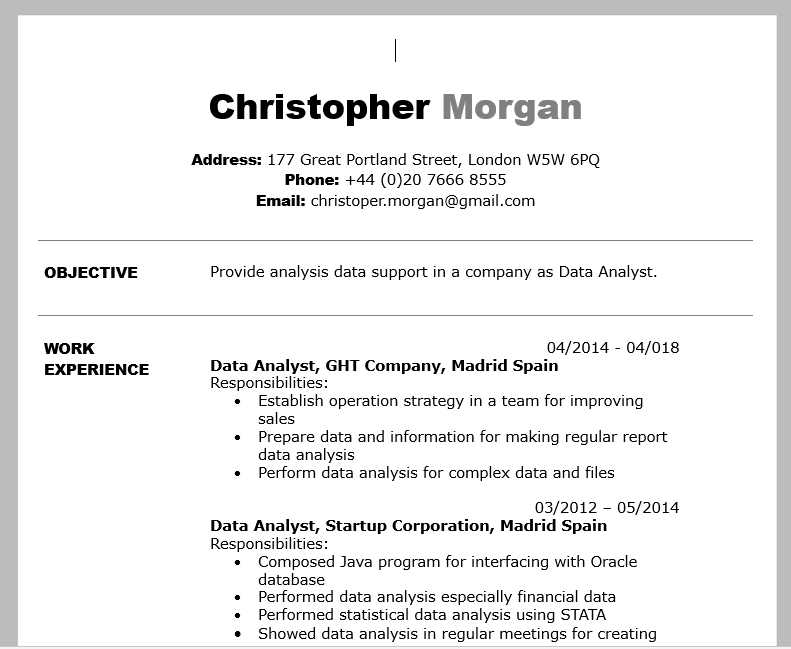 Christopher Morgan
Address: 177 Great Portland Street, London W5W 6PQ
Phone: +44 (0)20 7666 8555
Email: christoper.morgan@gmail.com
OBJECTIVE
Provide analysis data support in a company as Data Analyst.
WORK
EXPERIENCE
04/2014 - 04/018
Data Analyst, GHT Company, Madrid Spain
Responsibilities:
• Establish operation strategy in a team for improving
sales
• Prepare data and information for making regular report
data analysis
• Perform data analysis for complex data and files
03/2012 – 05/2014
Data Analyst, Startup Corporation, Madrid Spain
Responsibilities:
• Composed Java program for interfacing with Oracle
database
• Performed data analysis especially financial data
• Performed statistical data analysis using STATA
• Showed data analysis in regular meetings for creating